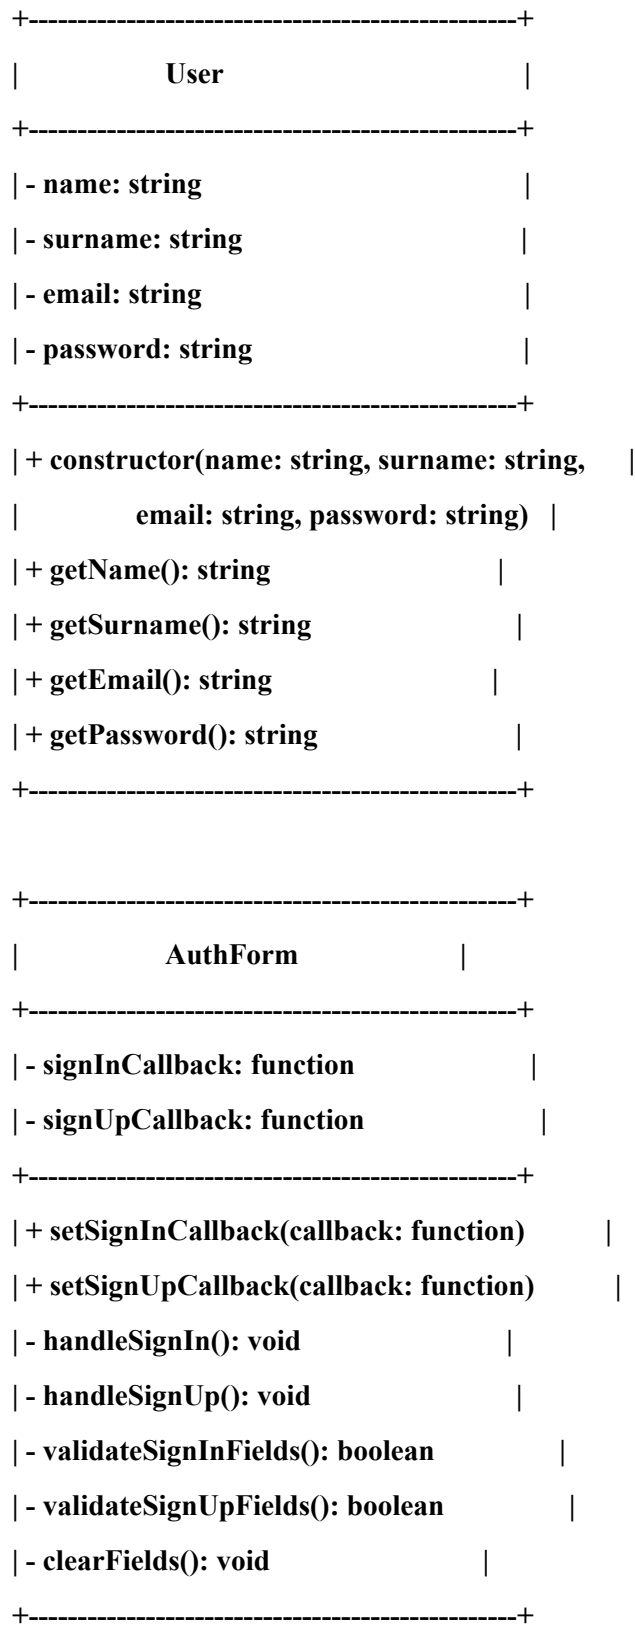 +--------------------------------------------------+
| User |
+--------------------------------------------------+
| - name: string |
| - surname: string |
| - email: string |
| - password: string |
+--------------------------------------------------+
| + constructor(name: string, surname: string, |
| email: string, password: string) |
| + getName(): string |
| + getSurname(): string |
| + getEmail(): string |
| + getPassword(): string |
+--------------------------------------------------+
+--------------------------------------------------+
| AuthForm |
+--------------------------------------------------+
| - signInCallback: function |
| - signUpCallback: function |
+--------------------------------------------------+
| + setSignInCallback(callback: function) |
| + setSignUpCallback(callback: function) |
| - handleSignIn(): void |
| - handleSignUp(): void |
| - validateSignInFields(): boolean |
| - validateSignUpFields(): boolean |
| - clearFields(): void |
+--------------------------------------------------+